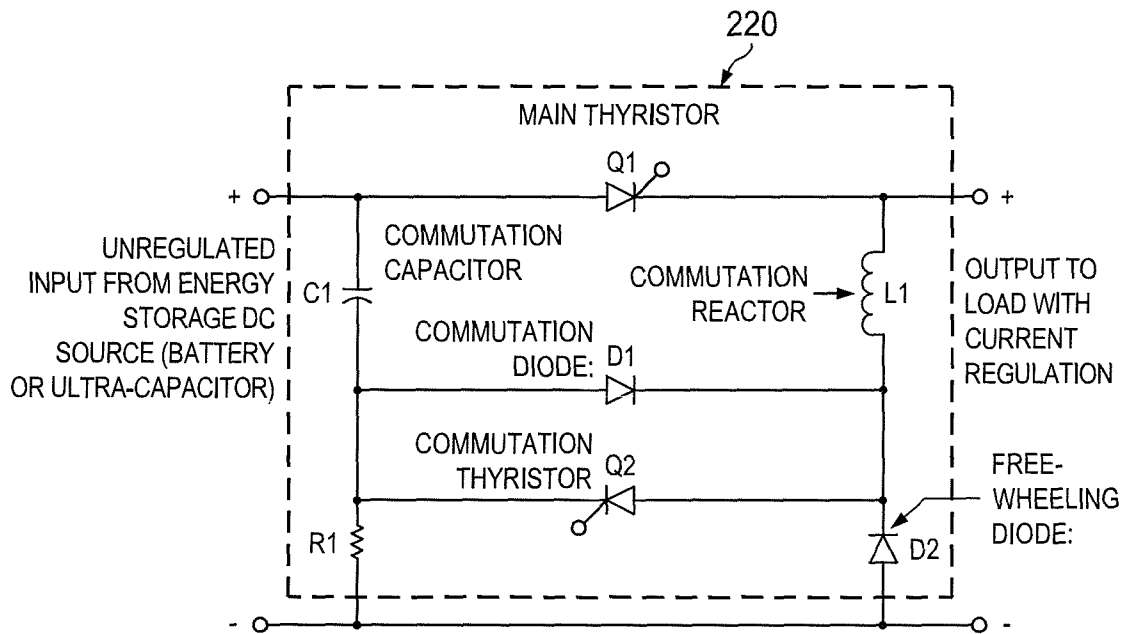 220
MAIN THYRISTOR
Q1
+
+
UNREGULATED
INPUT FROM ENERGY
STORAGE DC
SOURCE (BATTERY
OR ULTRA-CAPACITOR)
COMMUTATION
CAPACITOR
C1
COMMUTATION
REACTOR
L1
OUTPUT TO
LOAD WITH
CURRENT
REGULATION
COMMUTATION
DIODE:
D1
COMMUTATION
THYRISTOR
Q2
FREE-
WHEELING
DIODE:
R1
D2
-
-